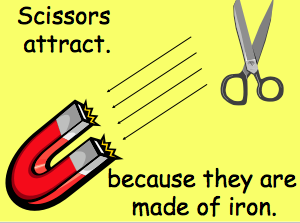 Scissors
attract.
because they are
made of iron.